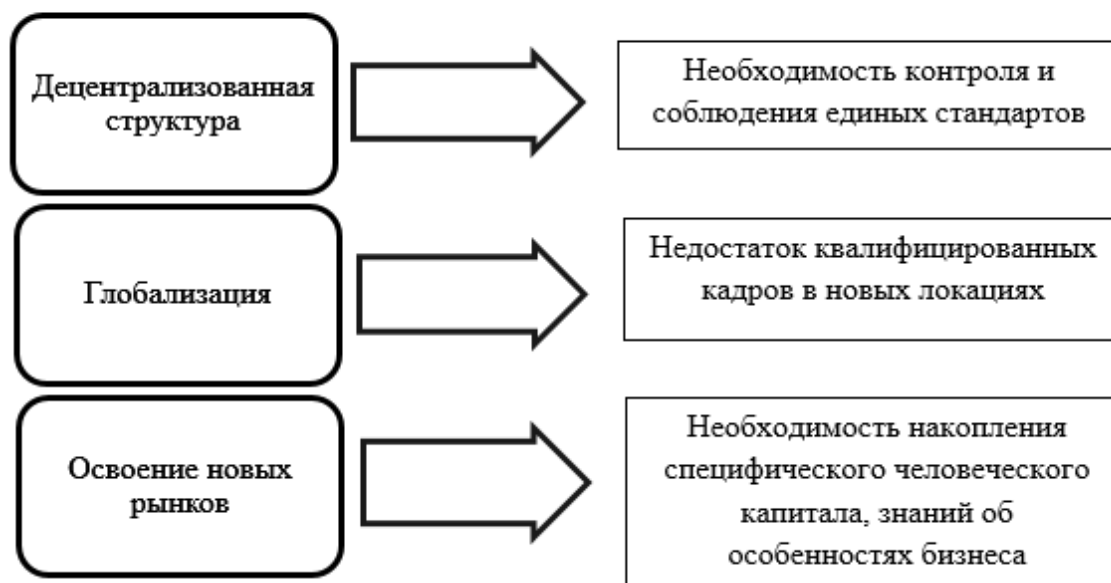 Децентрализованная
структура
Необходимость контроля и
соблюдения единых стандартов
Глобализация
Недостаток квалифицированных
кадров в новых локациях
Освоение новых
рынков
Необходимость накопления
специфического человеческого
капитала, знаний об
особенностях бизнеса